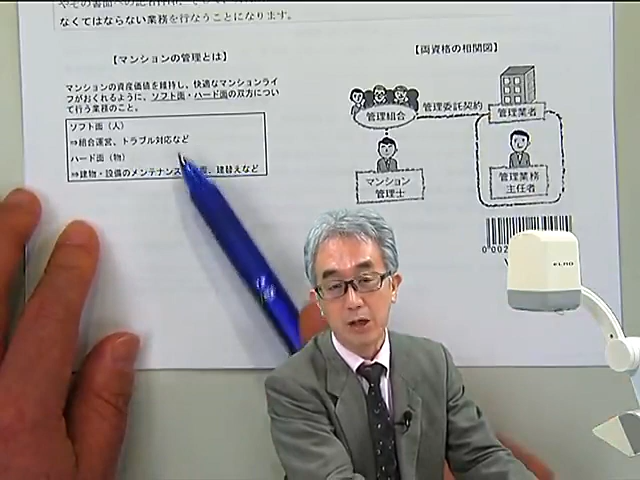 なくてはならない業務を行なうことになります。
【マンションの管理とは】
マンションの資産価値を維持し、快適なマンションライ
フがおくれるように、ソフト面・ハード面の双方につい
て行う業務のこと。
ソフト面（人）
⇒組合運営、トラブル対応など
ハード面（物）
⇒建物・設備のメンテナンス 、建替えなど
【両資格の相関図】
管理組合
管理委託契約
管理業者
マンション
管理士
管理業務
主任者
ELMO